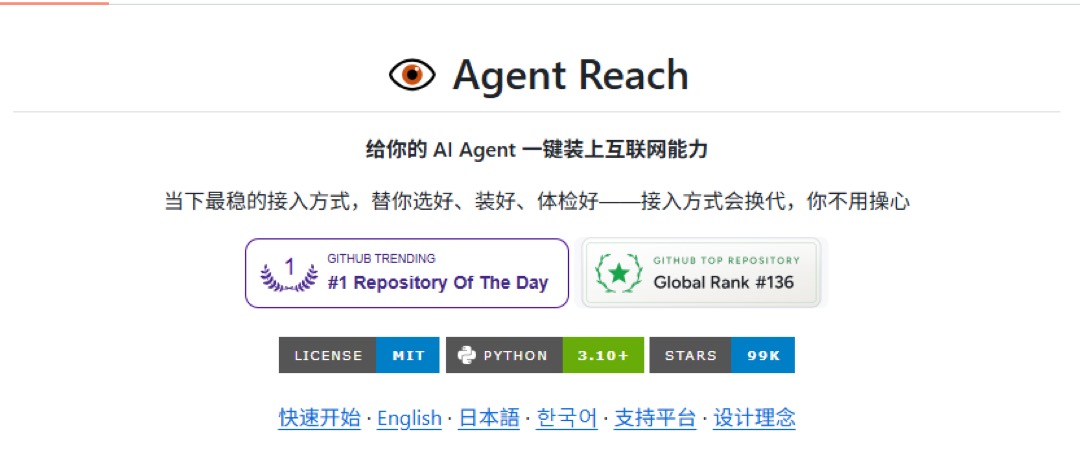 Agent Reach
给你的 AI Agent 一键装上互联网能力
当下最稳的接入方式，替你选好、装好、体检好——接入方式会换代，你不用操心
1 GITHUB TRENDING
#1 Repository Of The Day
GITHUB TOP REPOSITORY
Global Rank #136
LICENSE MIT PYTHON 3.10+ STARS 99K
快速开始 · English · 日本語 · 한국어 · 支持平台 · 设计理念